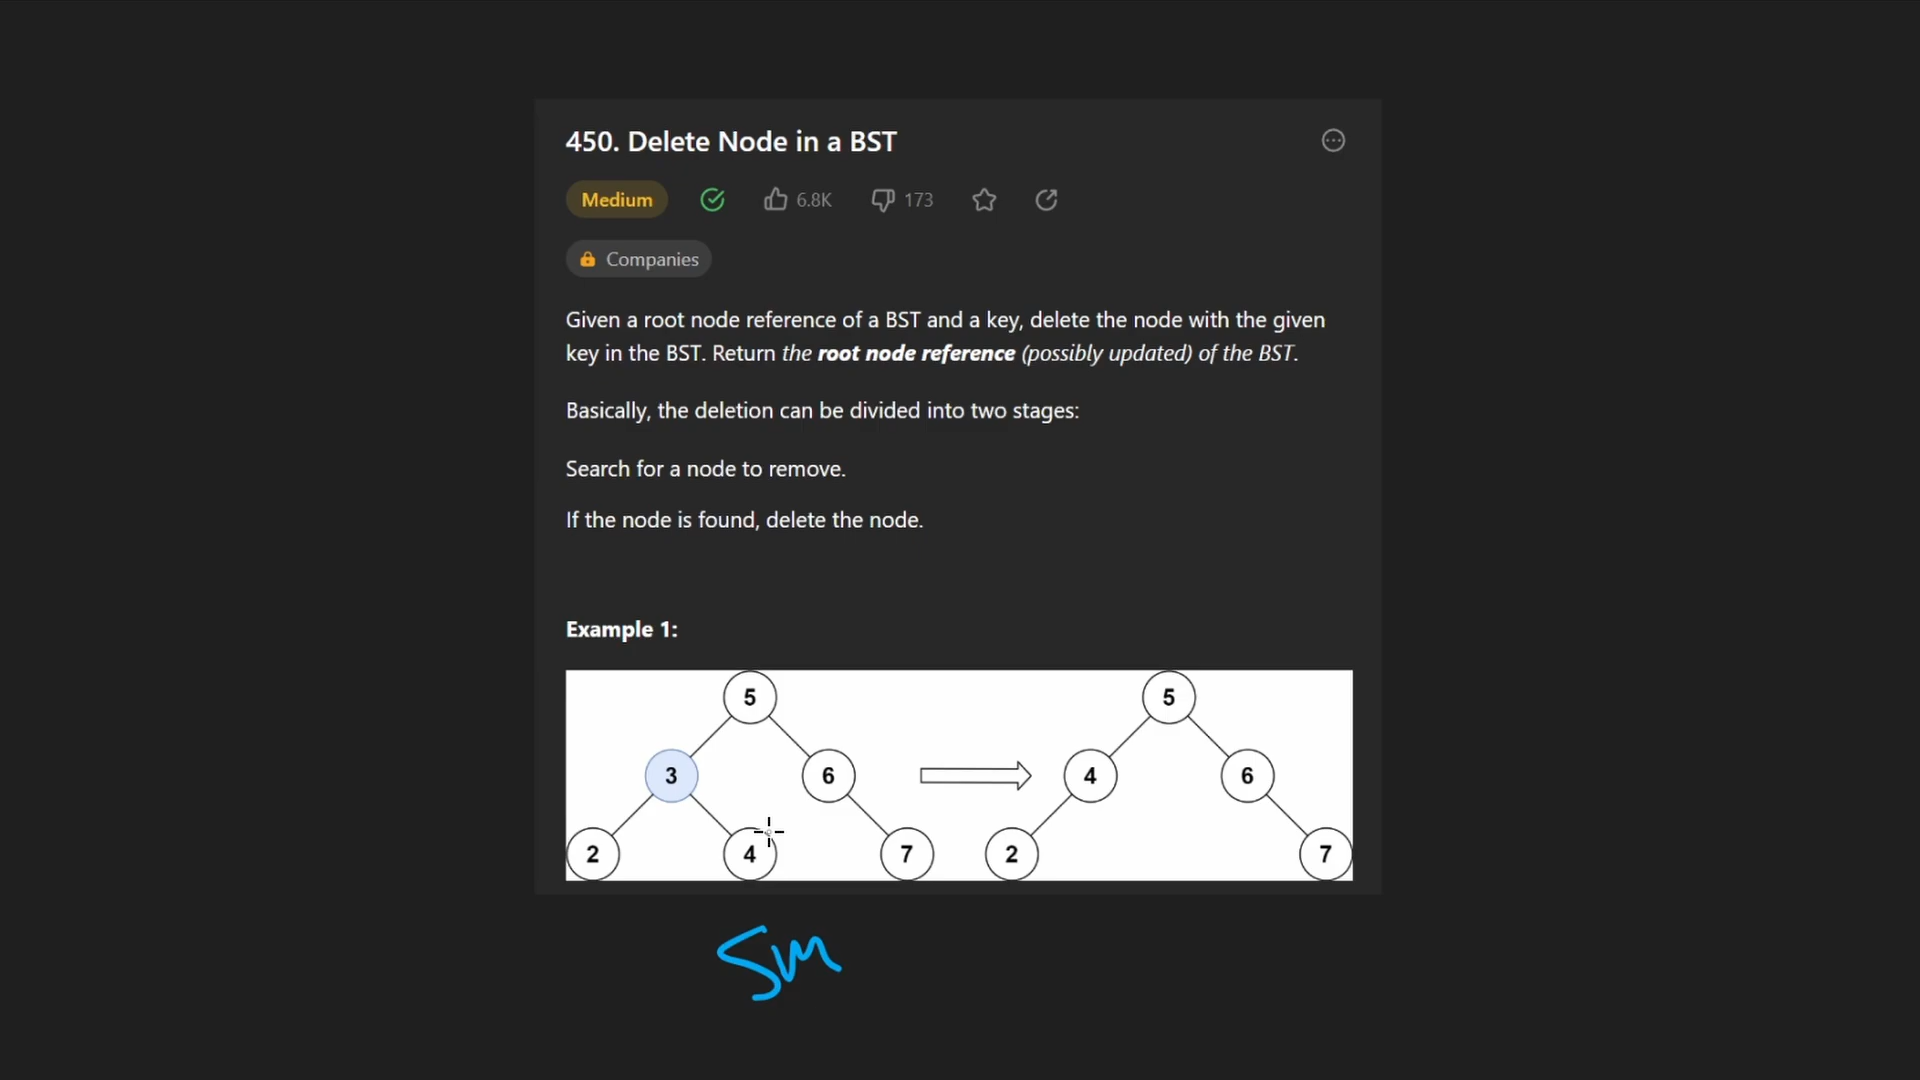 450. Delete Node in a BST
Medium 6.8K 173
Companies
Given a root node reference of a BST and a key, delete the node with the given
key in the BST. Return the root node reference (possibly updated) of the BST.
Basically, the deletion can be divided into two stages:
Search for a node to remove.
If the node is found, delete the node.
Example 1:
5 5
3 6 4 6
2 4 7 2 7
Sm